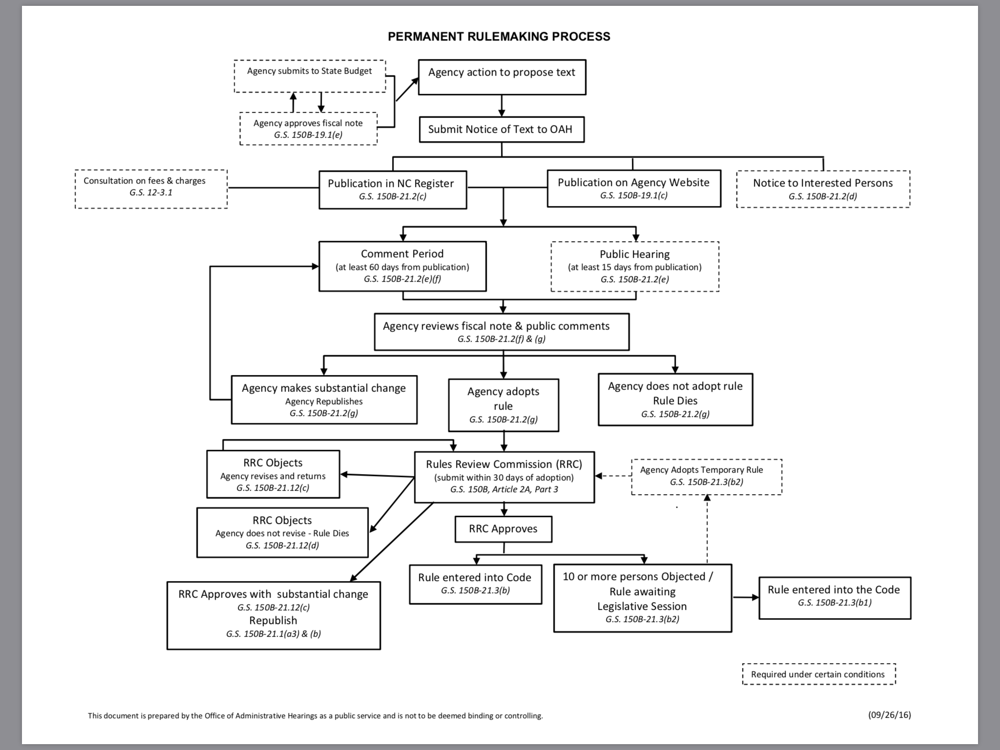 PERMANENT RULEMAKING PROCESS
Agency submits to State Budget
Agency action to propose text
Agency approves fiscal note
G.S. 150B-19.1(e)
Submit Notice of Text to OAH
Consultation on fees & charges
G.S. 12-3.1
Publication in NC Register
G.S. 150B-21.2(c)
Publication on Agency Website
G.S. 150B-19.1(c)
Notice to Interested Persons
G.S. 150B-21.2(d)
Comment Period
(at least 60 days from publication)
G.S. 150B-21.2(e)(f)
Public Hearing
(at least 15 days from publication)
G.S. 150B-21.2(e)
Agency reviews fiscal note & public comments
G.S. 150B-21.2(f) & (g)
Agency makes substantial change
Agency Republishes
G.S. 150B-21.2(g)
Agency adopts
rule
G.S. 150B-21.2(g)
Agency does not adopt rule
Rule Dies
G.S. 150B-21.2(g)
RRC Objects
Agency revises and returns
G.S. 150B-21.12(c)
Rules Review Commission (RRC)
(submit within 30 days of adoption)
G.S. 150B, Article 2A, Part 3
Agency Adopts Temporary Rule
G.S. 150B-21.3(b2)
RRC Objects
Agency does not revise - Rule Dies
G.S. 150B-21.12(d)
RRC Approves
RRC Approves with substantial change
G.S. 150B-21.12(c)
Republish
G.S. 150B-21.1(a3) & (b)
Rule entered into Code
G.S. 150B-21.3(b)
10 or more persons Objected /
Rule awaiting
Legislative Session
G.S. 150B-21.3(b2)
Rule entered into the Code
G.S. 150B-21.3(b1)
Required under certain conditions
This document is prepared by the Office of Administrative Hearings as a public service and is not to be deemed binding or controlling.
(09/26/16)